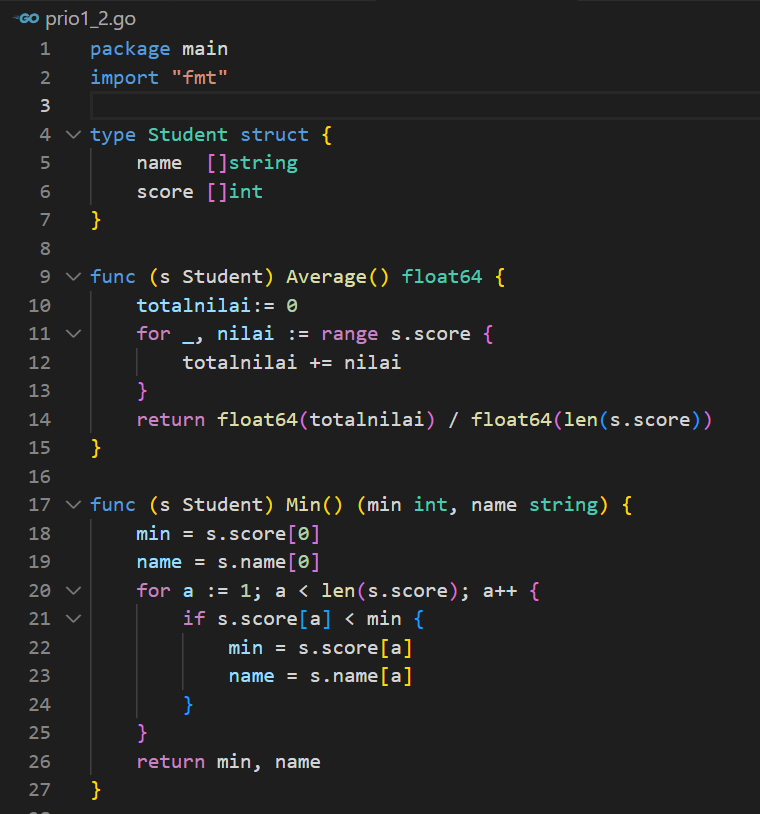 GO prio1_2.go
1 package main
2 import "fmt"
3
4 type Student struct {
5     name  []string
6     score []int
7 }
8
9 func (s Student) Average() float64 {
10     totalnilai:= 0
11     for _, nilai := range s.score {
12         totalnilai += nilai
13     }
14     return float64(totalnilai) / float64(len(s.score))
15 }
16
17 func (s Student) Min() (min int, name string) {
18     min = s.score[0]
19     name = s.name[0]
20     for a := 1; a < len(s.score); a++ {
21         if s.score[a] < min {
22             min = s.score[a]
23             name = s.name[a]
24         }
25     }
26     return min, name
27 }